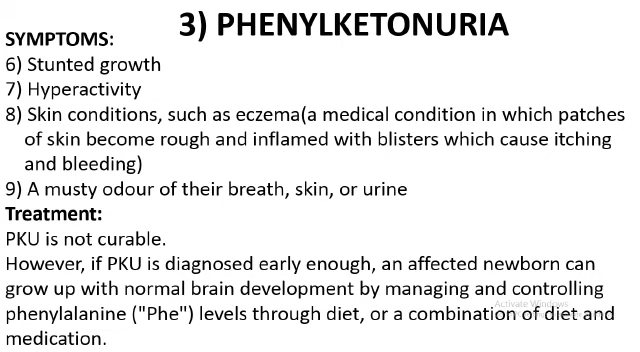 3) PHENYLKETONURIA
SYMPTOMS:
6) Stunted growth
7) Hyperactivity
8) Skin conditions, such as eczema(a medical condition in which patches
of skin become rough and inflamed with blisters which cause itching
and bleeding)
9) A musty odour of their breath, skin, or urine
Treatment:
PKU is not curable.
However, if PKU is diagnosed early enough, an affected newborn can
grow up with normal brain development by managing and controlling
Activate Windows
phenylalanine ("Phe") levels through diet, or a combination of diet and
medication.